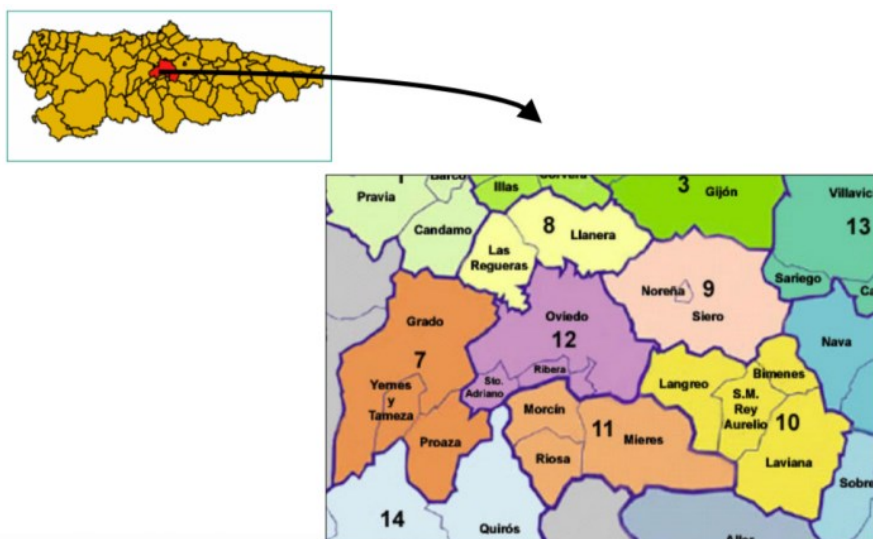 1
3
Illas
Gijón
Pravia
8
13
Candamo
Llanera
Las
Regueras
Sariego
Noreña
9
Siero
Grado
Oviedo
12
Nava
7
Ribera
Bimenes
Yernes
y
Tameza
Sto.
Adriano
Langreo
S.M.
Rey
Aurelio
Morcín
10
Proaza
11
Mieres
Riosa
Laviana
14
Quirós